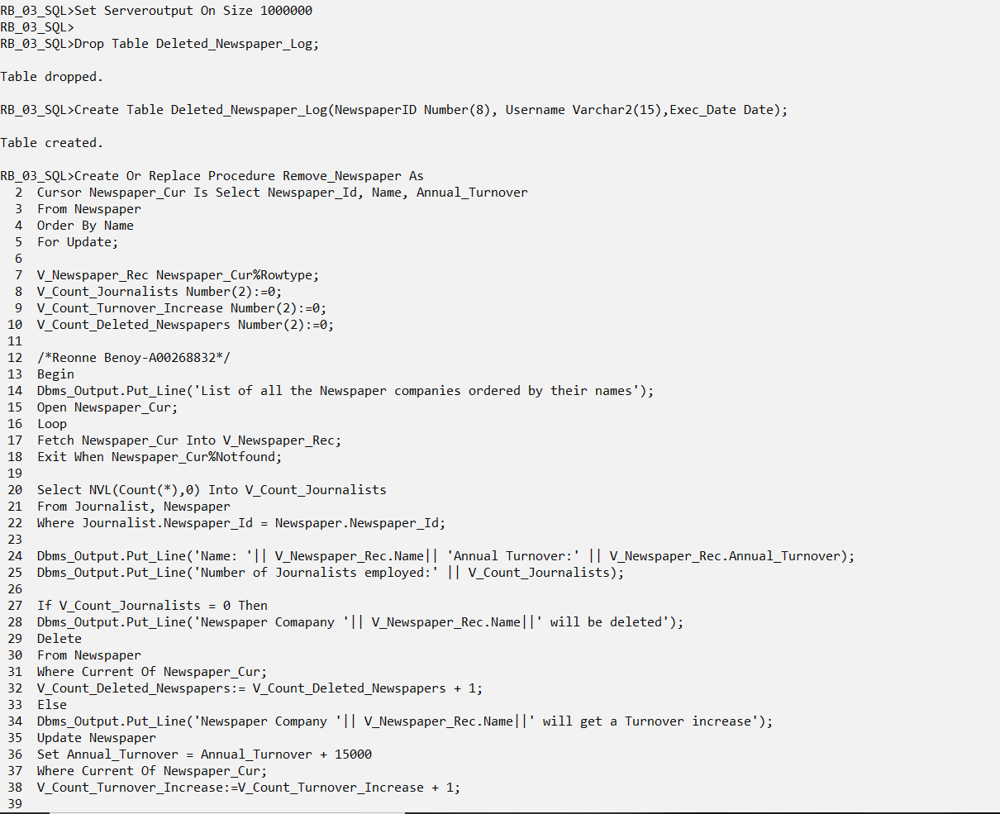 RB_03_SQL>Set Serveroutput On Size 1000000
RB_03_SQL>
RB_03_SQL>Drop Table Deleted_Newspaper_Log;
Table dropped.
RB_03_SQL>Create Table Deleted_Newspaper_Log(NewspaperID Number(8), Username Varchar2(15),Exec_Date Date);
Table created.
RB_03_SQL>Create Or Replace Procedure Remove_Newspaper As
2  Cursor Newspaper_Cur Is Select Newspaper_Id, Name, Annual_Turnover
3  From Newspaper
4  Order By Name
5  For Update;
6
7  V_Newspaper_Rec Newspaper_Cur%Rowtype;
8  V_Count_Journalists Number(2):=0;
9  V_Count_Turnover_Increase Number(2):=0;
10  V_Count_Deleted_Newspapers Number(2):=0;
11
12  /*Reonne Benoy-A00268832*/
13  Begin
14  Dbms_Output.Put_Line('List of all the Newspaper companies ordered by their names');
15  Open Newspaper_Cur;
16  Loop
17  Fetch Newspaper_Cur Into V_Newspaper_Rec;
18  Exit When Newspaper_Cur%Notfound;
19
20  Select NVL(Count(*),0) Into V_Count_Journalists
21  From Journalist, Newspaper
22  Where Journalist.Newspaper_Id = Newspaper.Newspaper_Id;
23
24  Dbms_Output.Put_Line('Name: '|| V_Newspaper_Rec.Name|| 'Annual Turnover:' || V_Newspaper_Rec.Annual_Turnover);
25  Dbms_Output.Put_Line('Number of Journalists employed:' || V_Count_Journalists);
26
27  If V_Count_Journalists = 0 Then
28  Dbms_Output.Put_Line('Newspaper Comapany '|| V_Newspaper_Rec.Name||' will be deleted');
29  Delete
30  From Newspaper
31  Where Current Of Newspaper_Cur;
32  V_Count_Deleted_Newspapers:= V_Count_Deleted_Newspapers + 1;
33  Else
34  Dbms_Output.Put_Line('Newspaper Company '|| V_Newspaper_Rec.Name||' will get a Turnover increase');
35  Update Newspaper
36  Set Annual_Turnover = Annual_Turnover + 15000
37  Where Current Of Newspaper_Cur;
38  V_Count_Turnover_Increase:=V_Count_Turnover_Increase + 1;
39